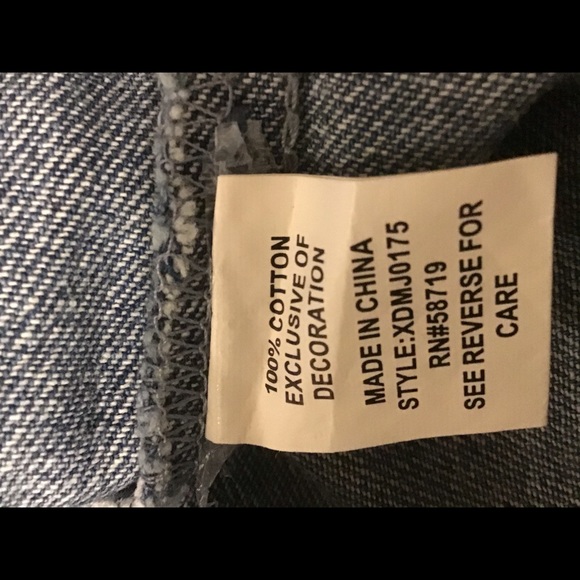 100% COTTON
EXCLUSIVE OF
DECORATION
MADE IN CHINA
STYLE:XDMJ0175
RN#58719
SEE REVERSE FOR
CARE